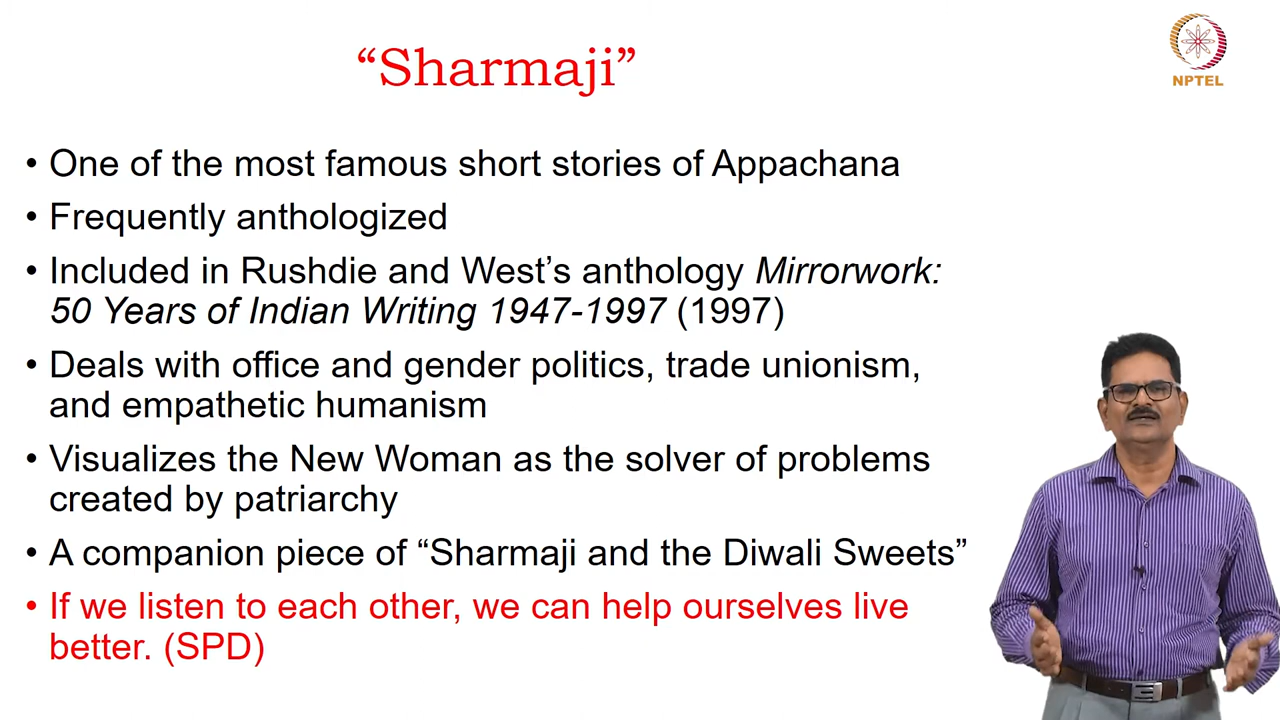 “Sharmaji”
NPTEL
• One of the most famous short stories of Appachana
• Frequently anthologized
• Included in Rushdie and West’s anthology Mirrorwork:
50 Years of Indian Writing 1947-1997 (1997)
• Deals with office and gender politics, trade unionism,
and empathetic humanism
• Visualizes the New Woman as the solver of problems
created by patriarchy
• A companion piece of “Sharmaji and the Diwali Sweets”
• If we listen to each other, we can help ourselves live
better. (SPD)